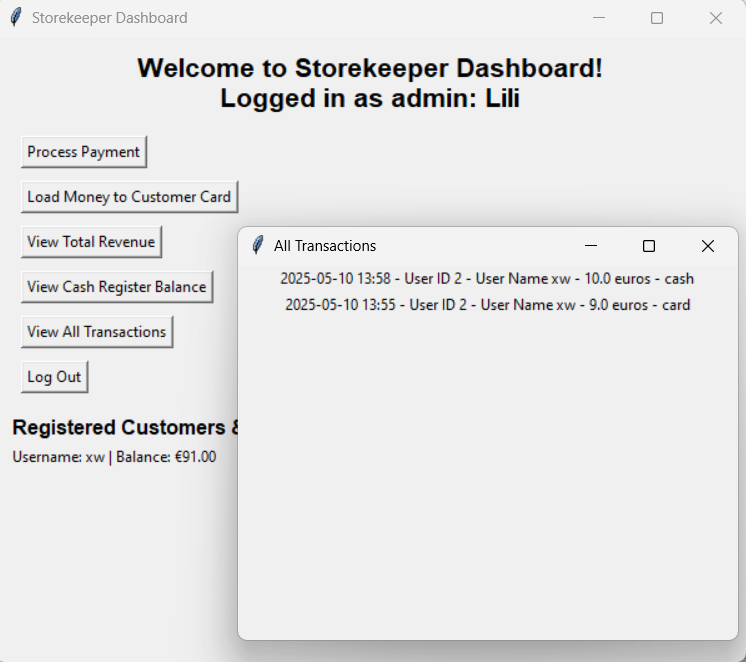 Storekeeper Dashboard
Welcome to Storekeeper Dashboard!
Logged in as admin: Lili
Process Payment
Load Money to Customer Card
View Total Revenue
View Cash Register Balance
View All Transactions
Log Out
Registered Customers &
Username: xw | Balance: €91.00
All Transactions
2025-05-10 13:58 - User ID 2 - User Name xw - 10.0 euros - cash
2025-05-10 13:55 - User ID 2 - User Name xw - 9.0 euros - card